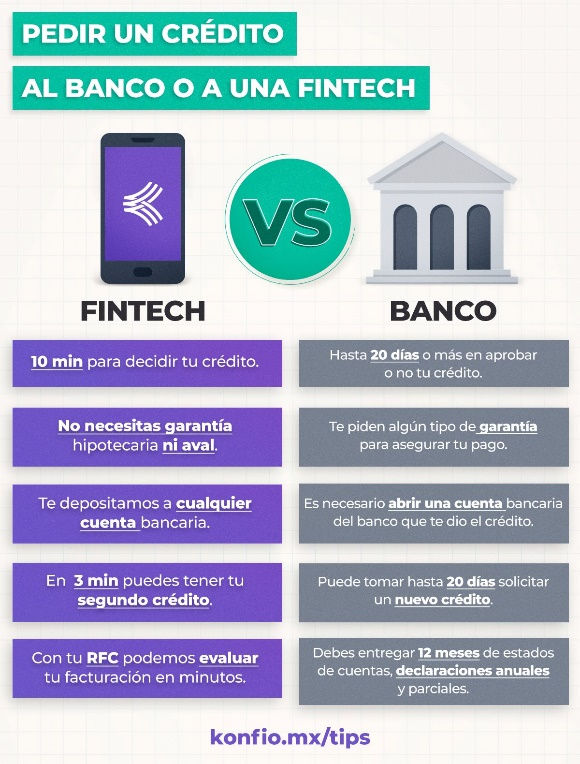 PEDIR UN CRÉDITO
AL BANCO O A UNA FINTECH
VS
FINTECH
BANCO
10 min para decidir tu crédito.
Hasta 20 días o más en aprobar
o no tu crédito.
No necesitas garantía
hipotecaria ni aval.
Te piden algún tipo de garantía
para asegurar tu pago.
Te depositamos a cualquier
cuenta bancaria.
Es necesario abrir una cuenta bancaria
del banco que te dio el crédito.
En 3 min puedes tener tu
segundo crédito.
Puede tomar hasta 20 días solicitar
un nuevo crédito.
Con tu RFC podemos evaluar
tu facturación en minutos.
Debes entregar 12 meses de estados
de cuentas, declaraciones anuales
y parciales.
konfio.mx/tips